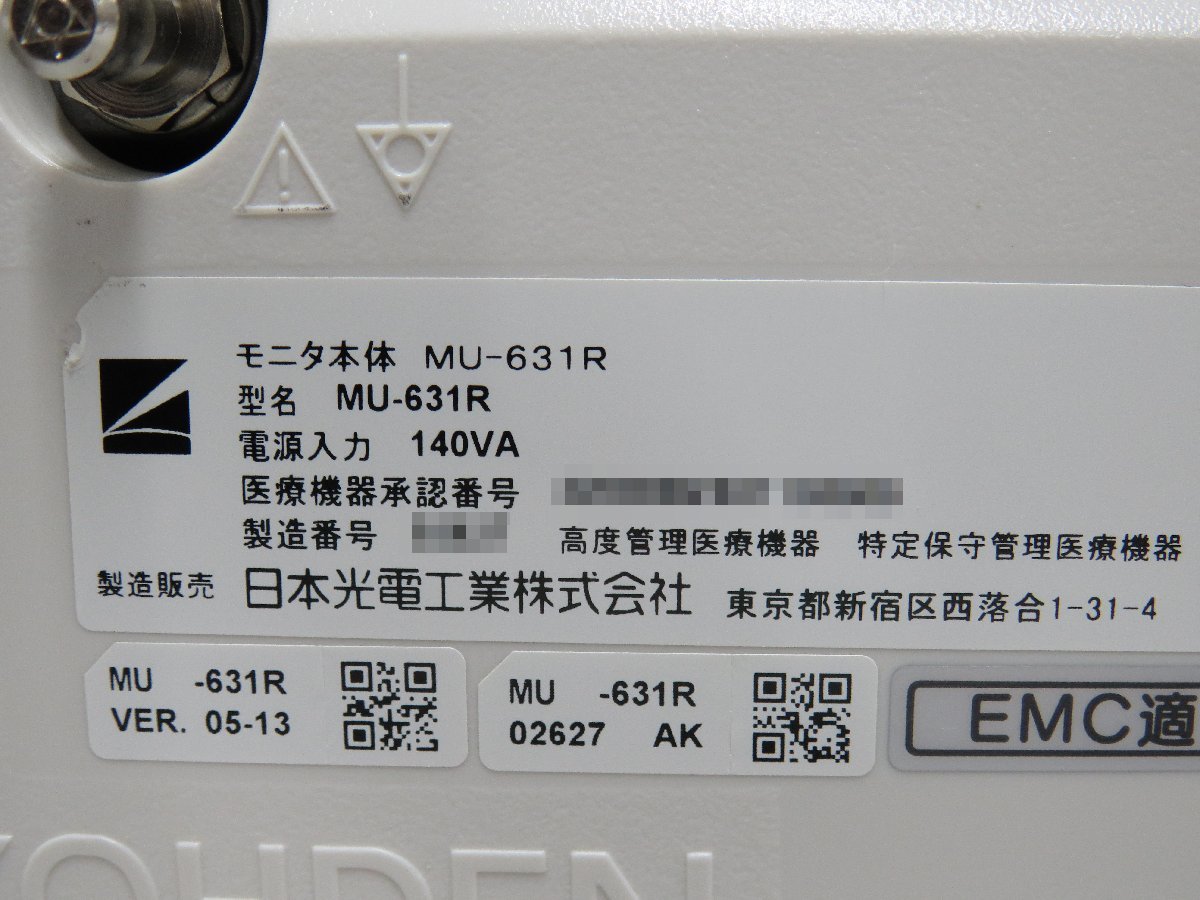 モニタ本体 MU-631R
型名 MU-631R
電源入力 140VA
医療機器承認番号
製造番号 高度管理医療機器 特定保守管理医療機器
製造販売 日本光電工業株式会社 東京都新宿区西落合1-31-4
MU -631R
VER. 05-13
MU -631R
02627 AK
EMC適
KOHDEN